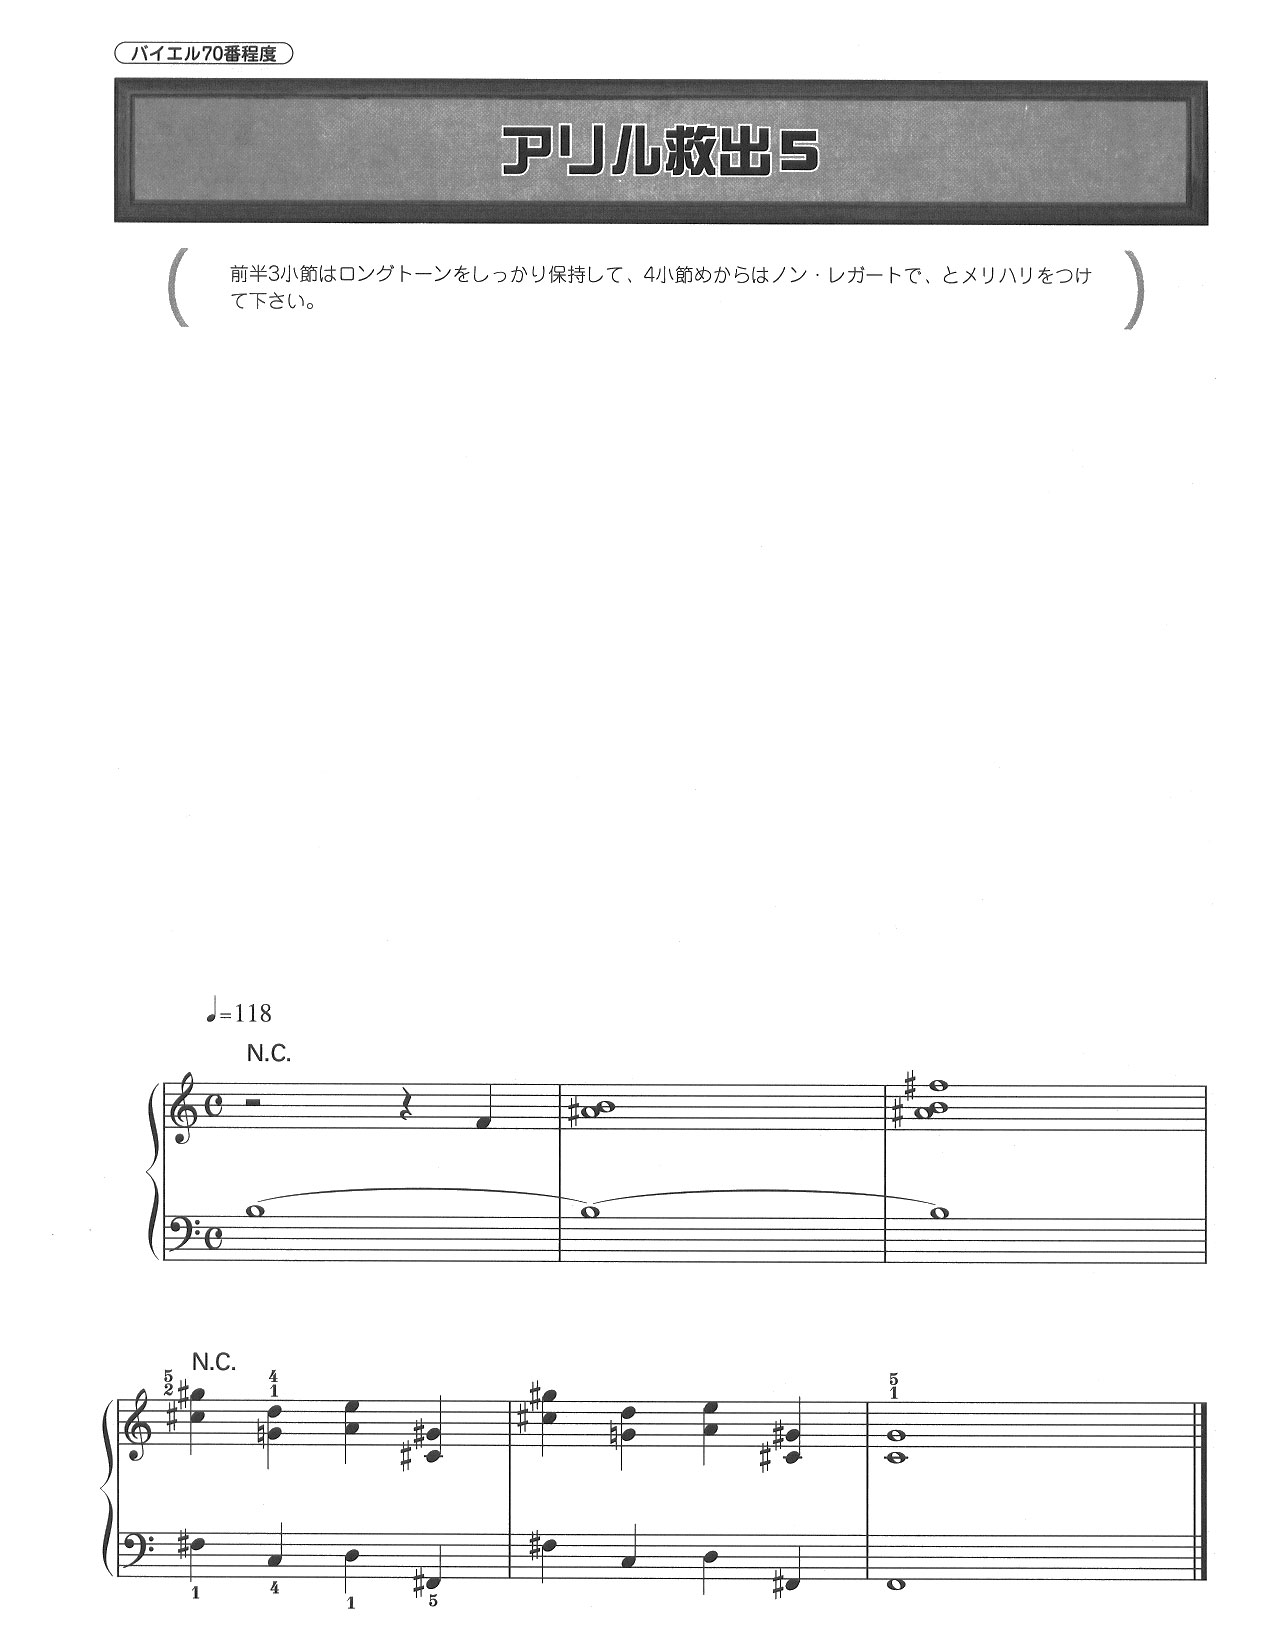 バイエル70番程度
アリル救出5
前半3小節はロングトーンをしっかり保持して、4小節めからはノン・レガートで、とメリハリをつけ
て下さい。
♩=118
N.C.
N.C.
5 4 5
2 1 1
1 4 1 5